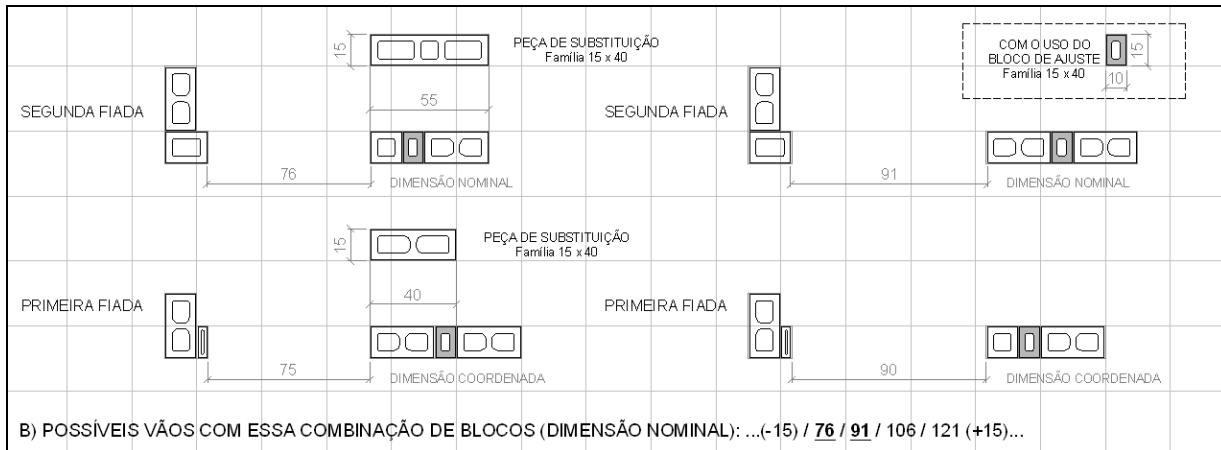 PEÇA DE SUBSTITUIÇÃO
Família 15 x 40
15
55
SEGUNDA FIADA
76
DIMENSÃO NOMINAL
COM O USO DO
BLOCO DE AJUSTE
Família 15 x 40
15
10
SEGUNDA FIADA
91
DIMENSÃO NOMINAL
15
PEÇA DE SUBSTITUIÇÃO
Família 15 x 40
40
PRIMEIRA FIADA
75
DIMENSÃO COORDENADA
PRIMEIRA FIADA
90
DIMENSÃO COORDENADA
B) POSSÍVEIS VÃOS COM ESSA COMBINAÇÃO DE BLOCOS (DIMENSÃO NOMINAL): ...(-15) / 76 / 91 / 106 / 121 (+15)...